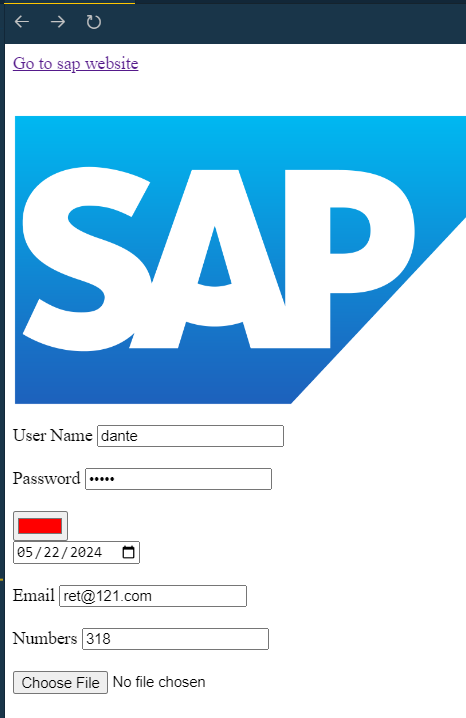 Go to sap website
SAP
User Name dante
Password •••••
05/22/2024
Email ret@121.com
Numbers 318
Choose File No file chosen